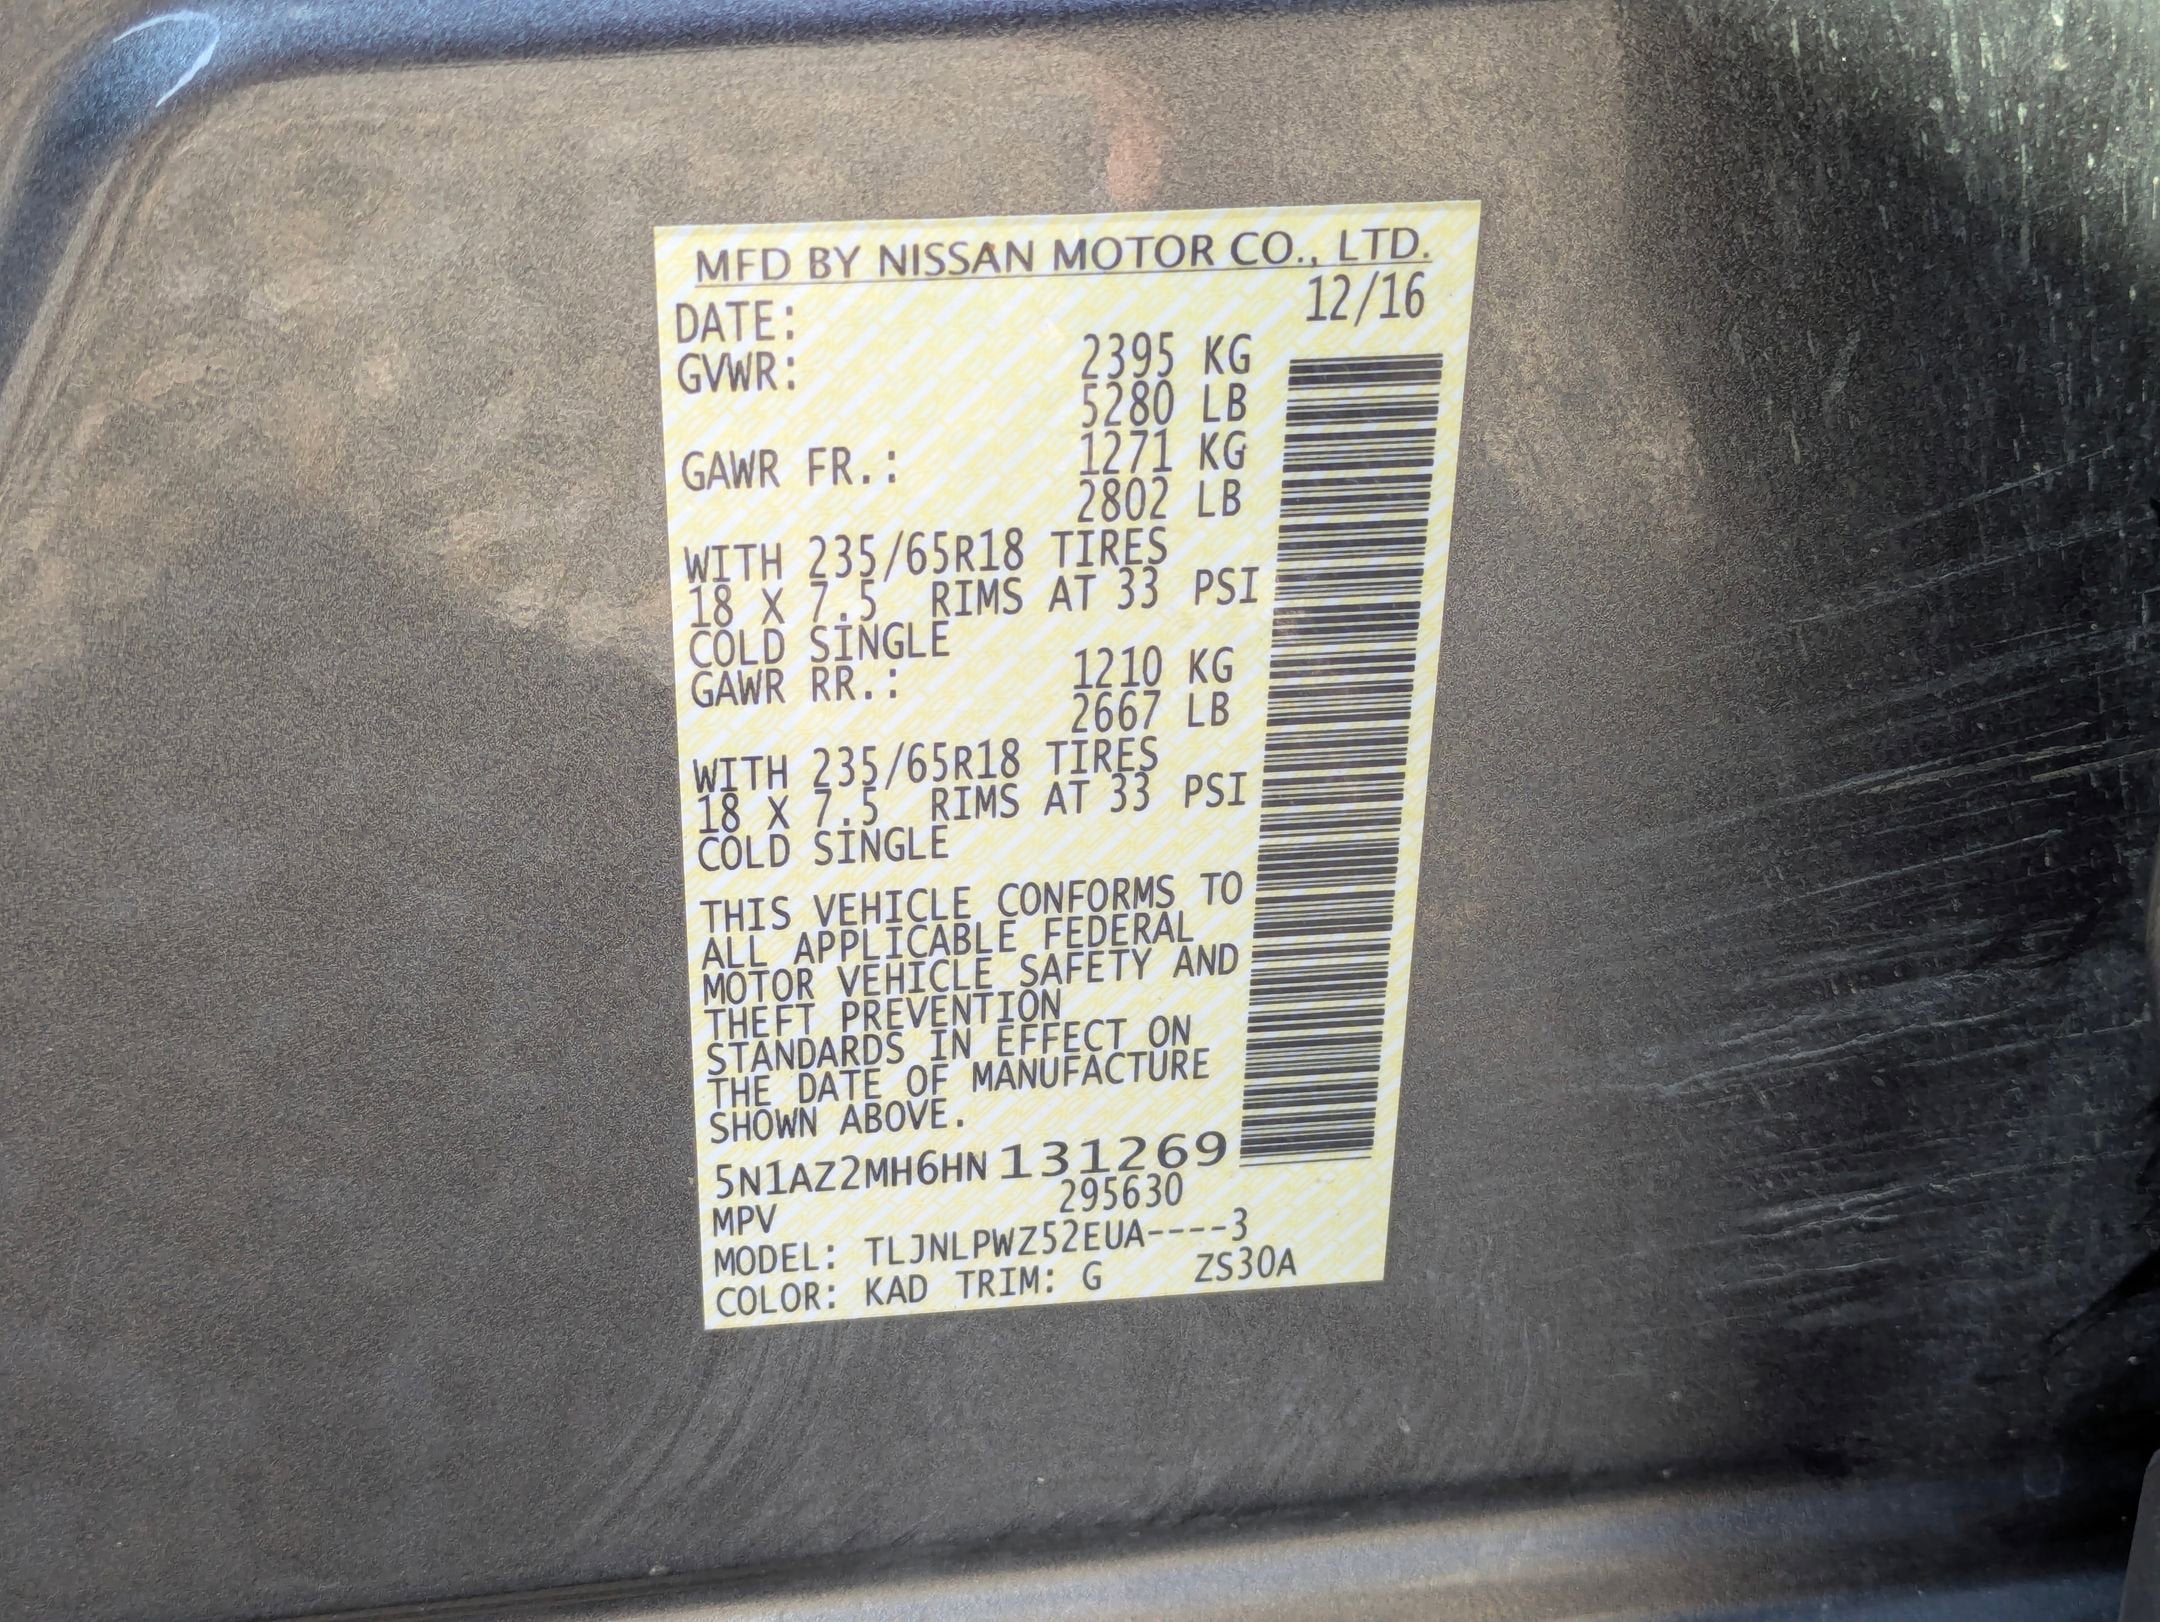 MFD BY NISSAN MOTOR CO., LTD.
DATE: 12/16
GVWR: 2395 KG
5280 LB
GAWR FR.: 1271 KG
2802 LB
WITH 235/65R18 TIRES
18 X 7.5 RIMS AT 33 PSI
COLD SINGLE
GAWR RR.: 1210 KG
2667 LB
WITH 235/65R18 TIRES
18 X 7.5 RIMS AT 33 PSI
COLD SINGLE
THIS VEHICLE CONFORMS TO
ALL APPLICABLE FEDERAL
MOTOR VEHICLE SAFETY AND
THEFT PREVENTION
STANDARDS IN EFFECT ON
THE DATE OF MANUFACTURE
SHOWN ABOVE.
5N1AZ2MH6HN131269
MPV 295630
MODEL: TLJNLPWZ52EUA----3
COLOR: KAD TRIM: G ZS30A